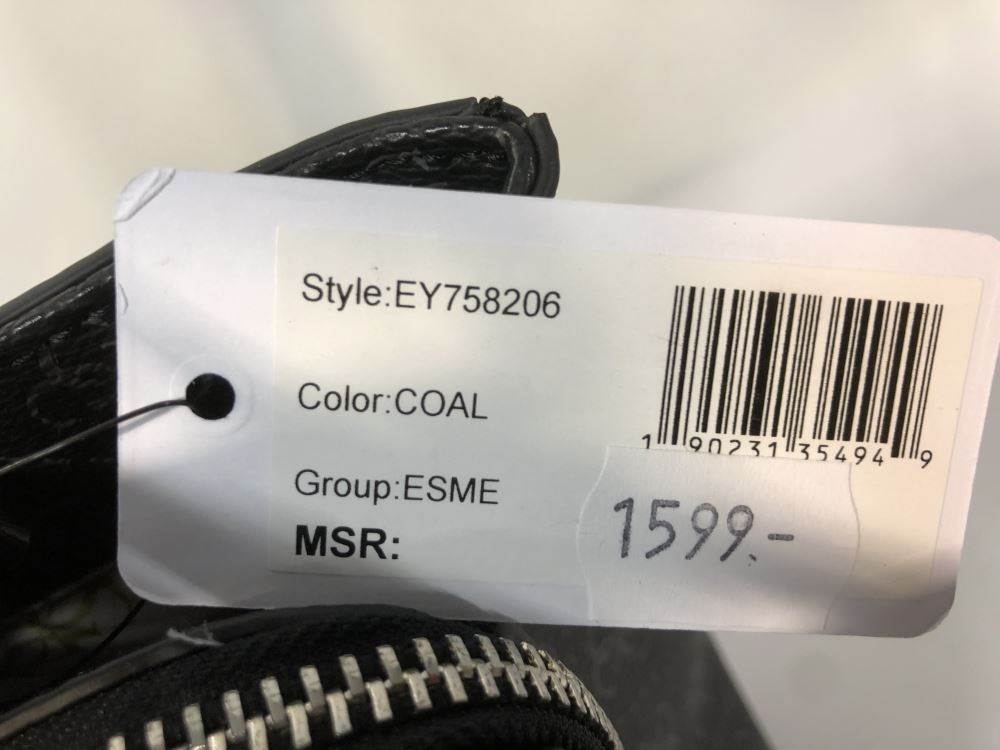 Style:EY758206
Color:COAL
Group:ESME
MSR:
1 90231 35494 9
1599.-